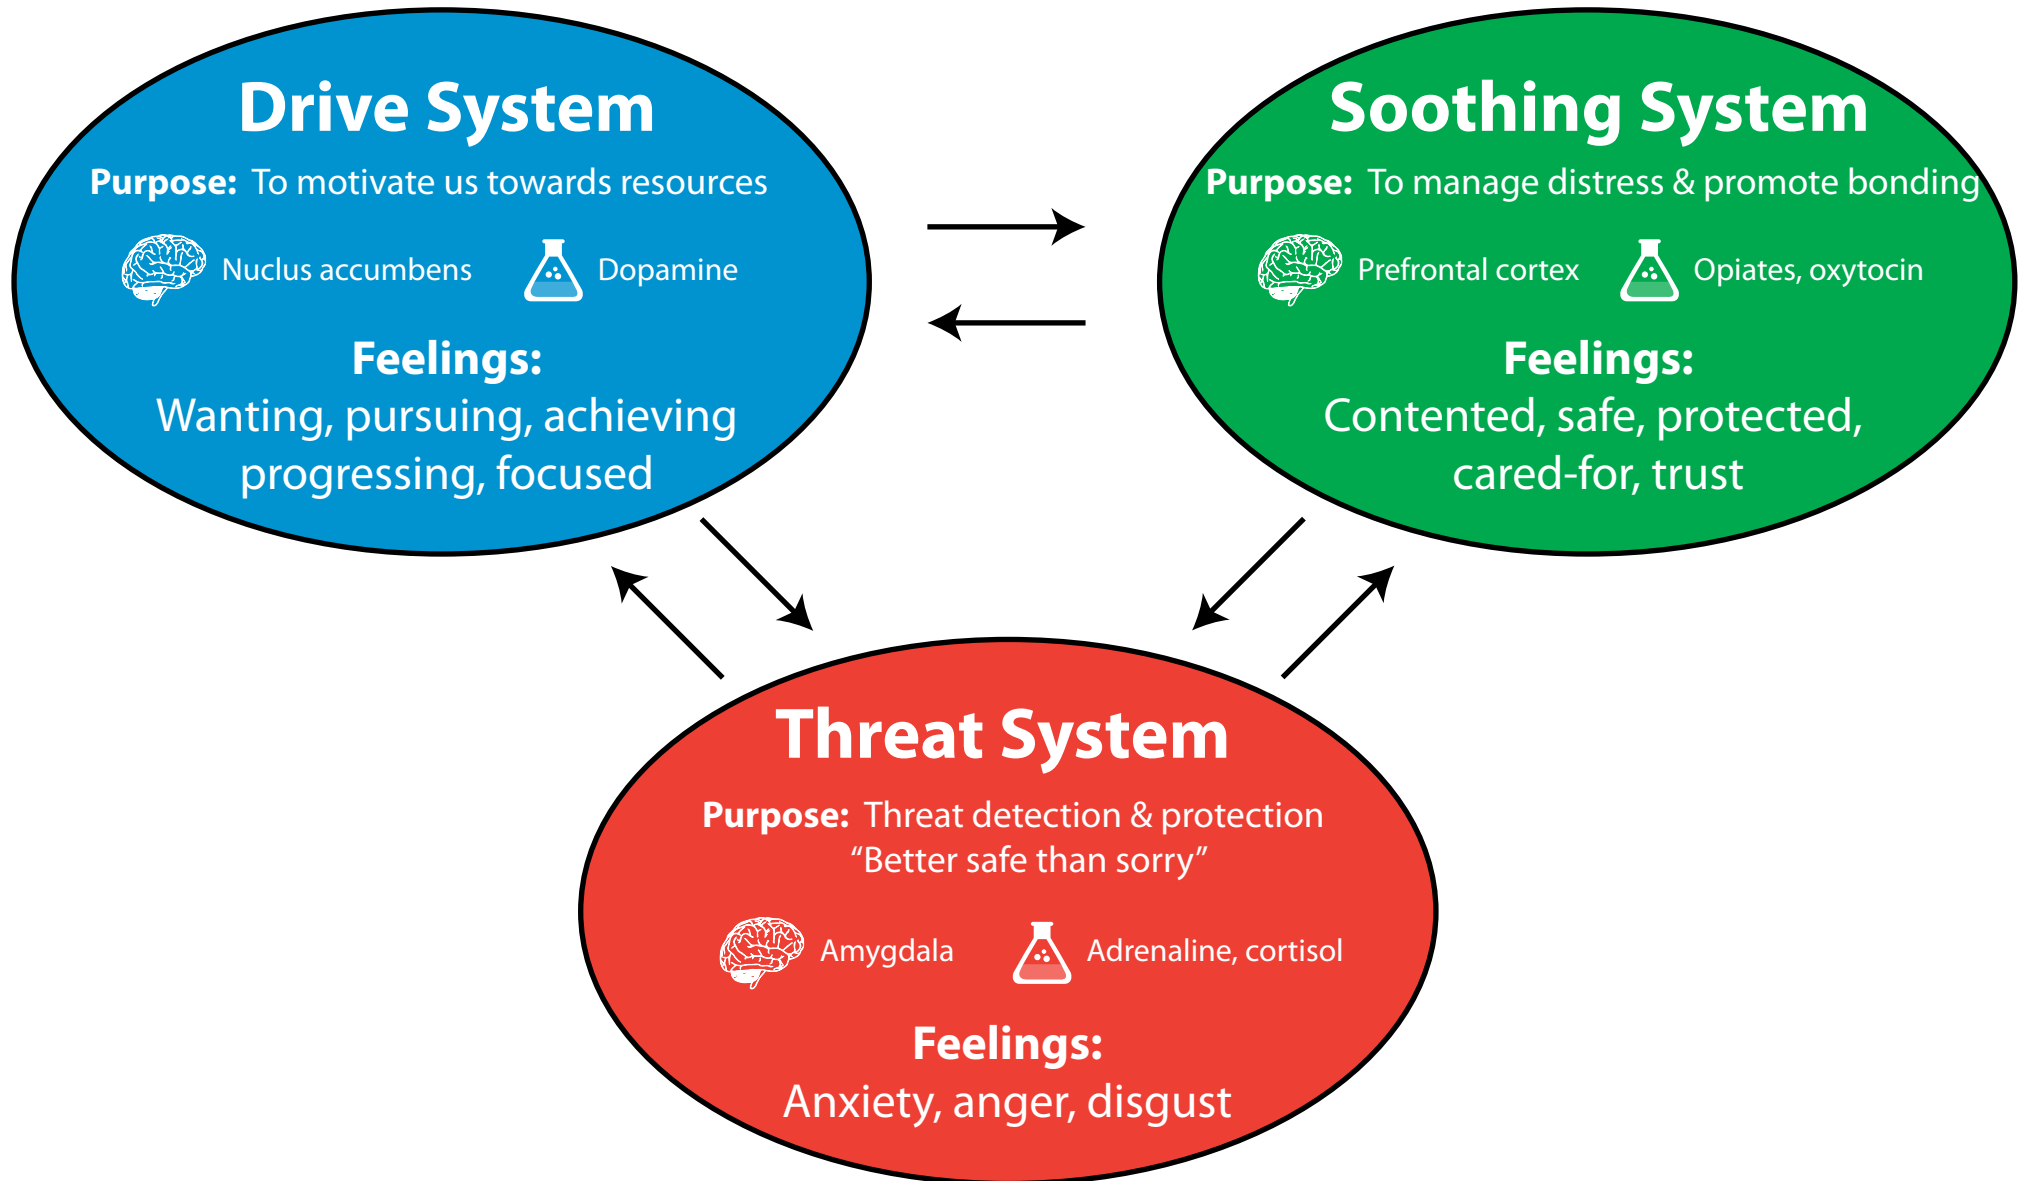 Drive System
Purpose: To motivate us towards resources
Nuclus accumbens
Dopamine
Feelings:
Wanting, pursuing, achieving
progressing, focused
Soothing System
Purpose: To manage distress & promote bonding
Prefrontal cortex
Opiates, oxytocin
Feelings:
Contented, safe, protected,
cared-for, trust
Threat System
Purpose: Threat detection & protection
“Better safe than sorry”
Amygdala
Adrenaline, cortisol
Feelings:
Anxiety, anger, disgust